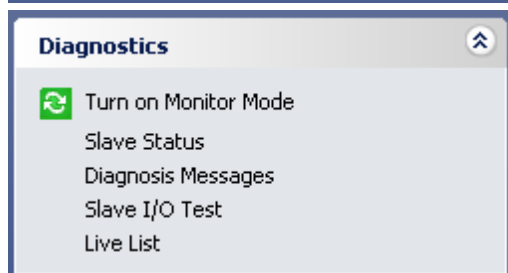 Diagnostics
Turn on Monitor Mode
Slave Status
Diagnosis Messages
Slave I/O Test
Live List